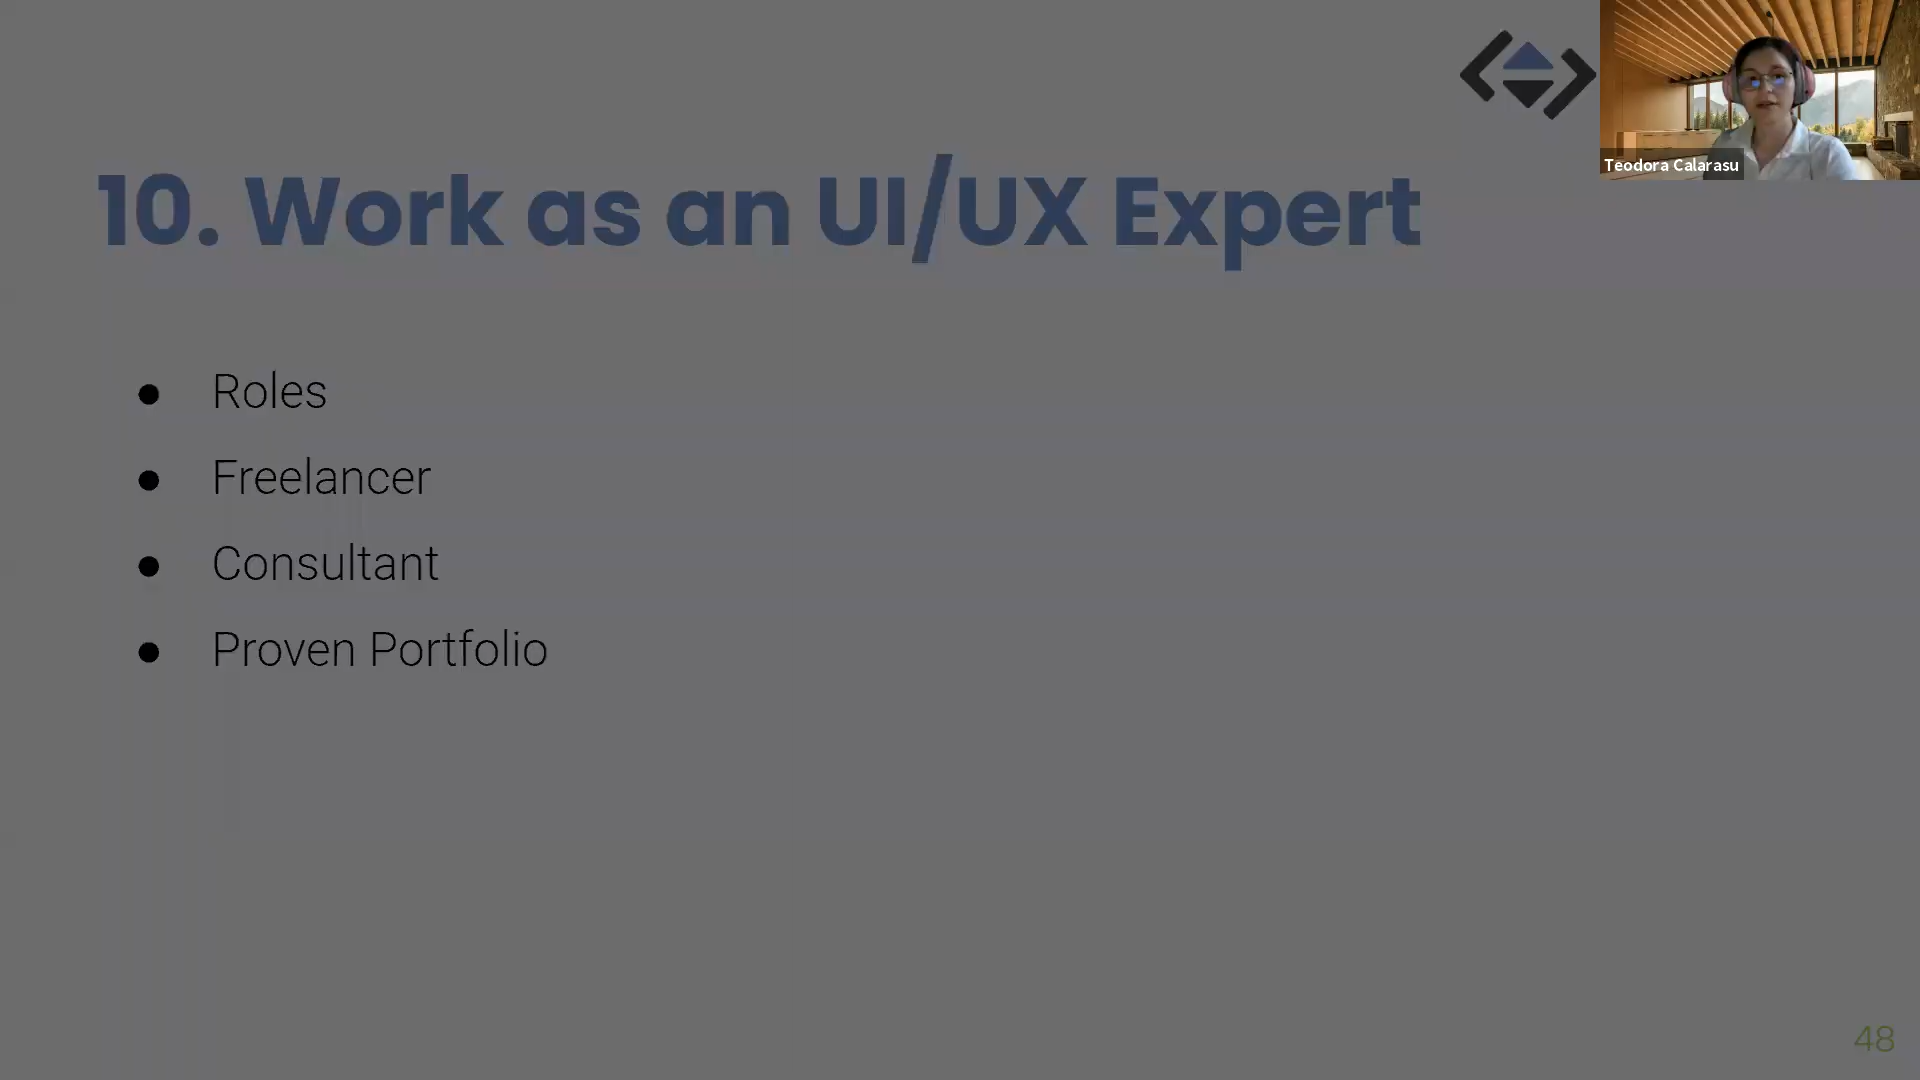 Teodora Calarasu
10. Work as an UI/UX Expert
● Roles
● Freelancer
● Consultant
● Proven Portfolio
48